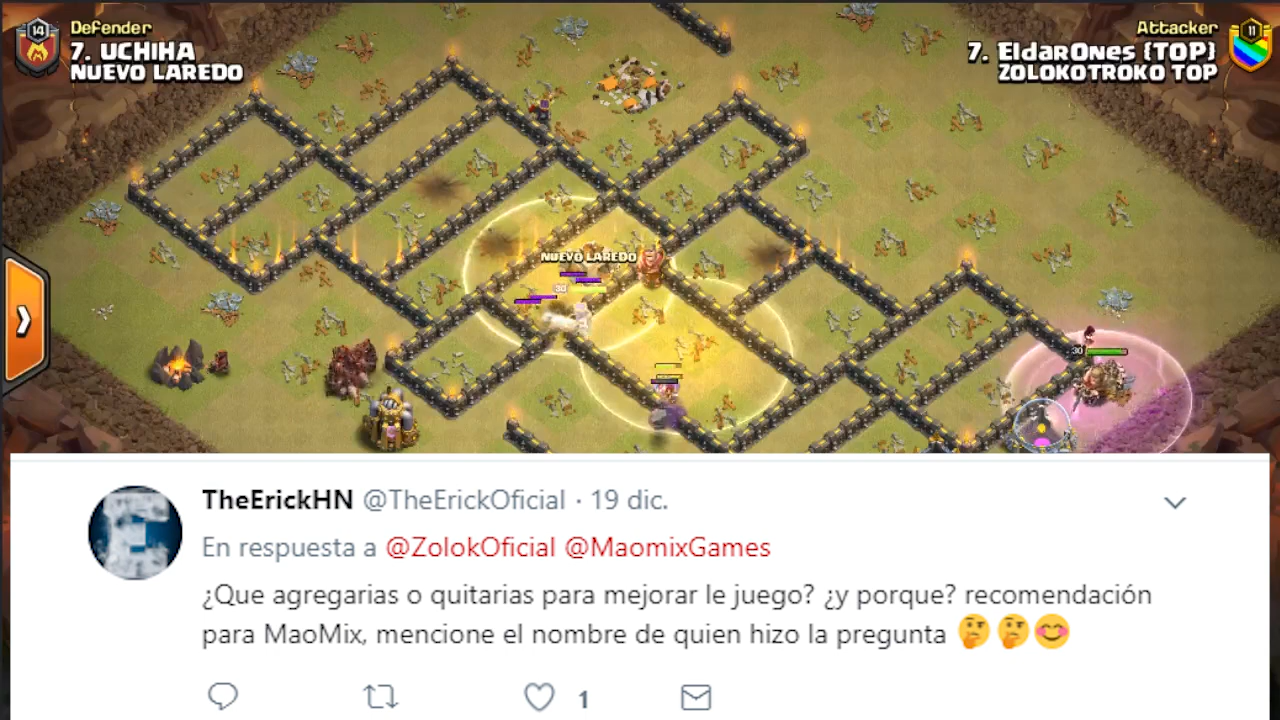 14
Defender
7. UCHIHA
NUEVO LAREDO
Attacker
11
7. EldarOnes {TOP}
ZOLOKOTROKO TOP
NUEVO LAREDO
30
30
TheErickHN @TheErickOficial · 19 dic.
En respuesta a @ZolokOficial @MaomixGames
¿Que agregarias o quitarias para mejorar le juego? ¿y porque? recomendación
para MaoMix, mencione el nombre de quien hizo la pregunta 🤔🤔😊
1